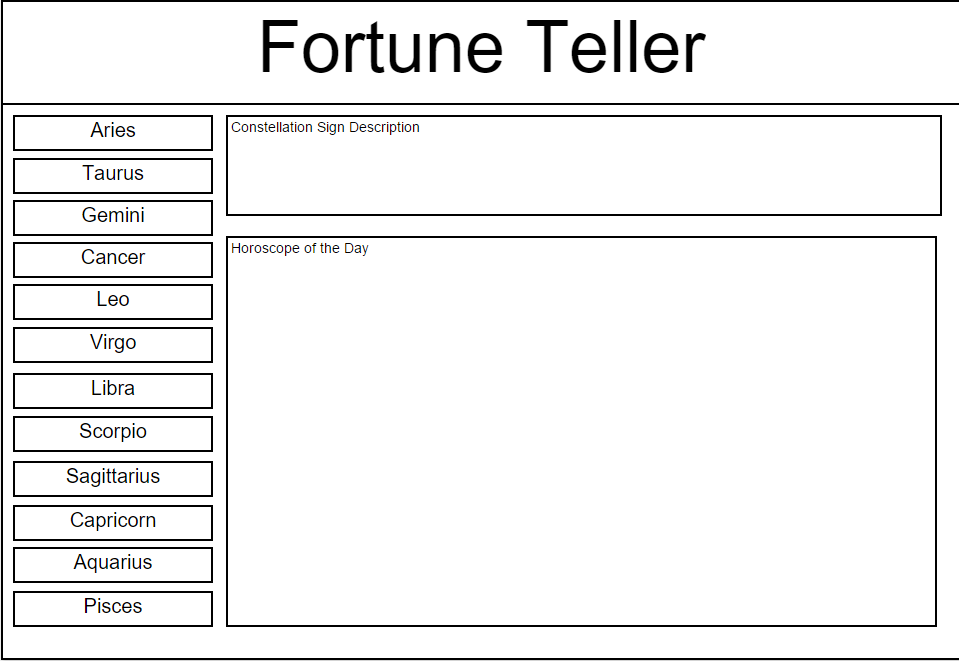 Fortune Teller
Aries
Taurus
Gemini
Cancer
Leo
Virgo
Libra
Scorpio
Sagittarius
Capricorn
Aquarius
Pisces
Constellation Sign Description
Horoscope of the Day